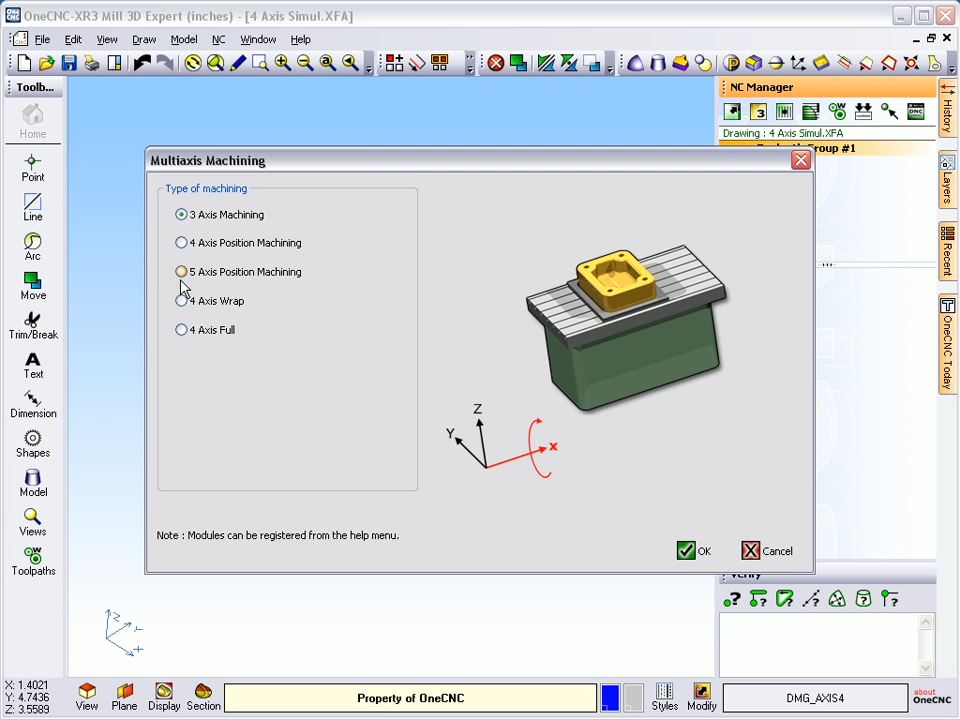 OneCNC-XR3 Mill 3D Expert (inches) - [4 Axis Simul.XFA]
File Edit View Draw Model NC Window Help
Toolb...
Home
Point
Line
Arc
Move
Trim/Break
Text
Dimension
Shapes
Model
Views
Toolpaths
NC Manager
Drawing : 4 Axis Simul.XFA
Group #1
History
Layers
Recent
OneCNC Today
Multiaxis Machining
Type of machining
3 Axis Machining
4 Axis Position Machining
5 Axis Position Machining
4 Axis Wrap
4 Axis Full
Z
Y
X
Note : Modules can be registered from the help menu.
OK Cancel
Verify
X: 1.4021
Y: 4.7436
Z: 3.5589
View Plane Display Section
Property of OneCNC
Styles Modify
DMG_AXIS4
about
OneCNC